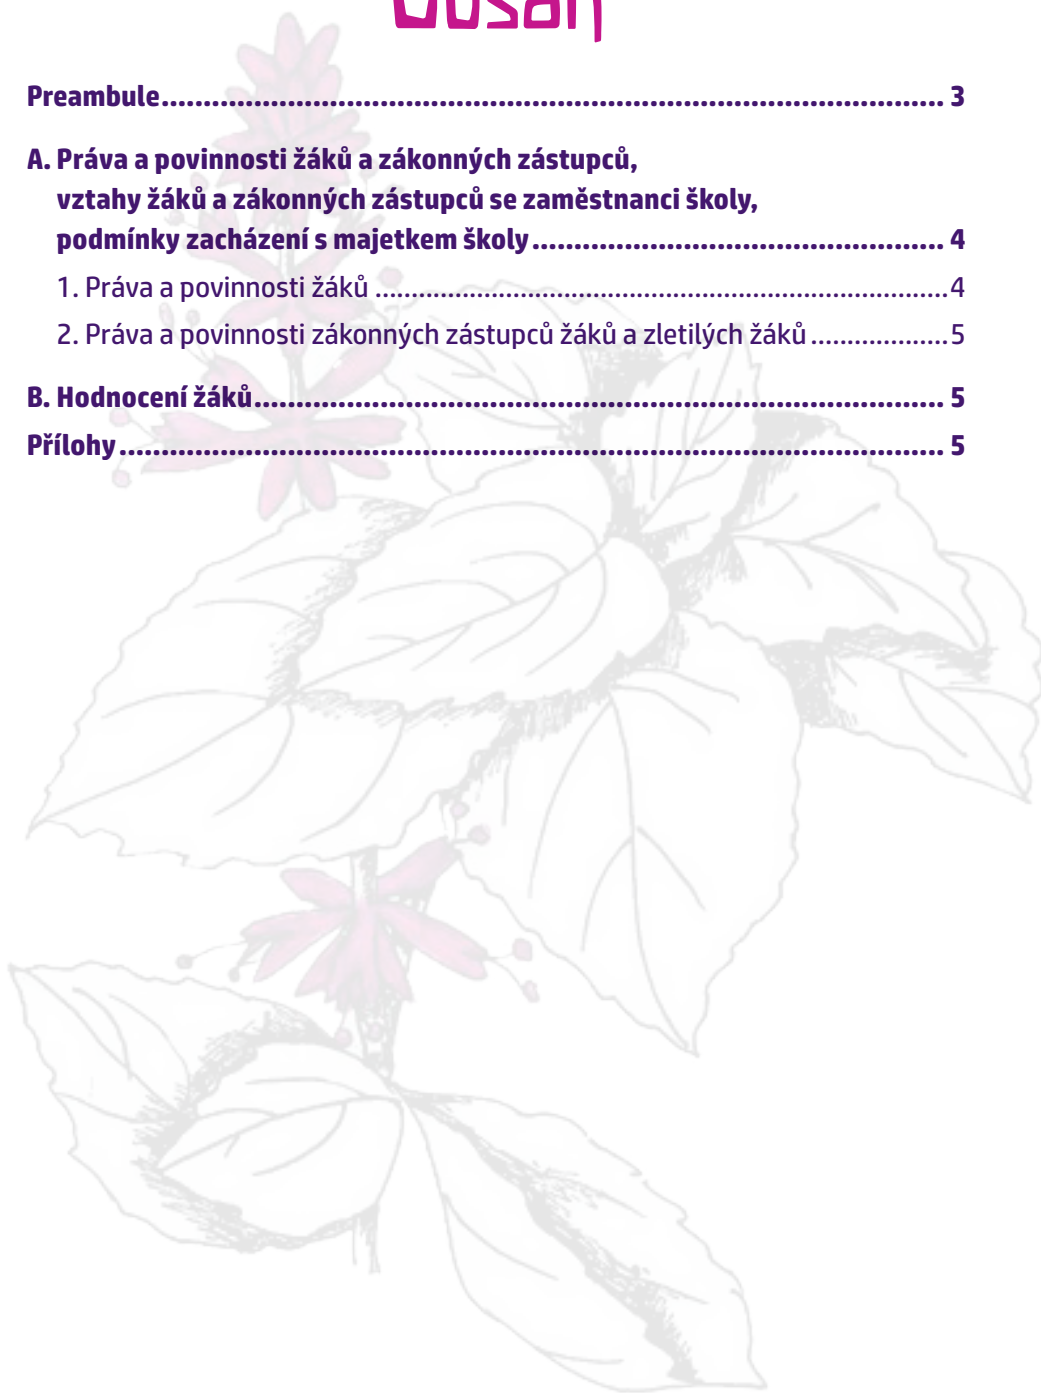 Obsah
Preambule.............................................................................................. 3
A. Práva a povinnosti žáků a zákonných zástupců,
vztahy žáků a zákonných zástupců se zaměstnanci školy,
podmínky zacházení s majetkem školy................................................. 4
1. Práva a povinnosti žáků .....................................................................4
2. Práva a povinnosti zákonných zástupců žáků a zletilých žáků .................5
B. Hodnocení žáků.................................................................................. 5
Přílohy.................................................................................................. 5